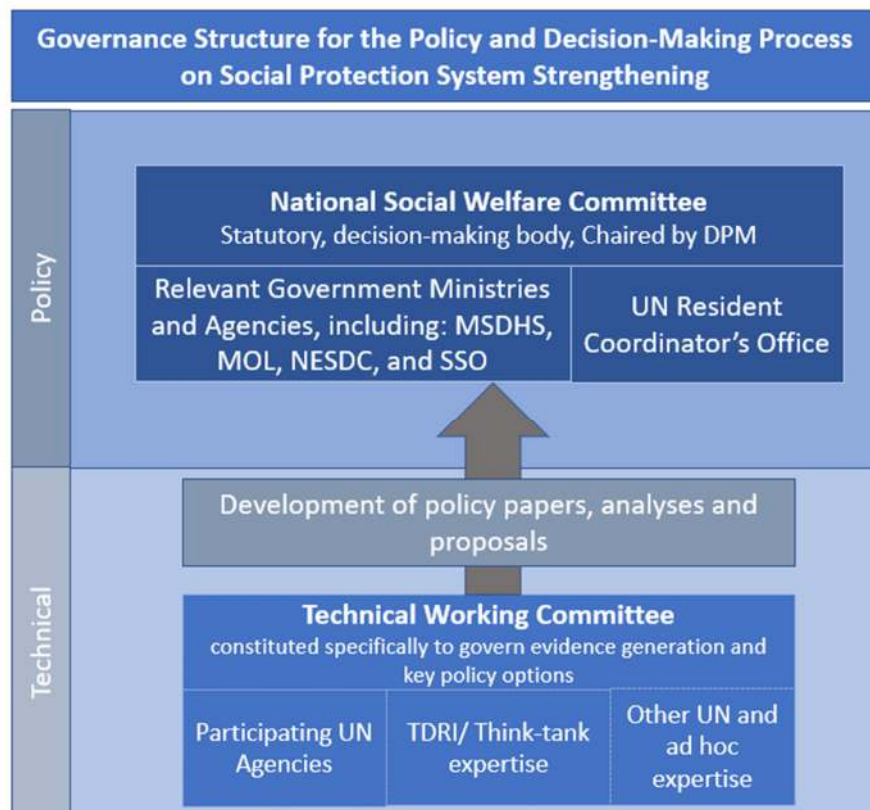 Governance Structure for the Policy and Decision-Making Process
on Social Protection System Strengthening
Policy
National Social Welfare Committee
Statutory, decision-making body, Chaired by DPM
Relevant Government Ministries
and Agencies, including: MSDHS,
MOL, NESDC, and SSO
UN Resident
Coordinator's Office
Technical
Development of policy papers, analyses and
proposals
Technical Working Committee
constituted specifically to govern evidence generation and
key policy options
Participating UN
Agencies
TDRI/ Think-tank
expertise
Other UN and
ad hoc
expertise